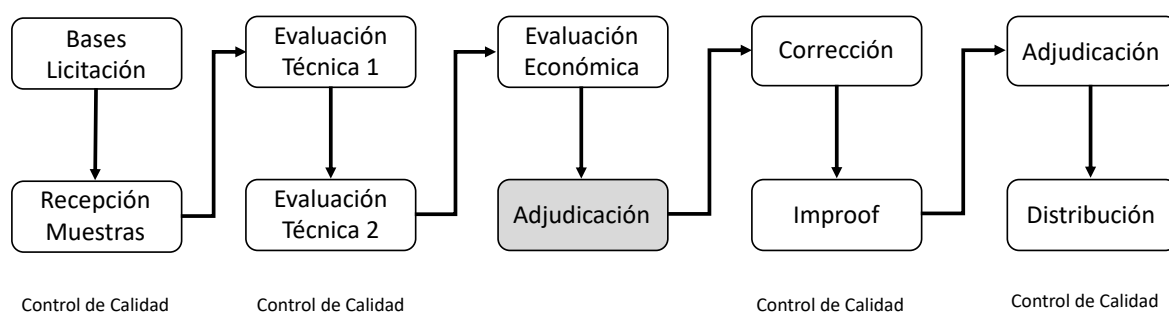 Bases
Licitación
Recepción
Muestras
Evaluación
Técnica 1
Evaluación
Técnica 2
Evaluación
Económica
Adjudicación
Corrección
Improof
Adjudicación
Distribución
Control de Calidad
Control de Calidad
Control de Calidad
Control de Calidad